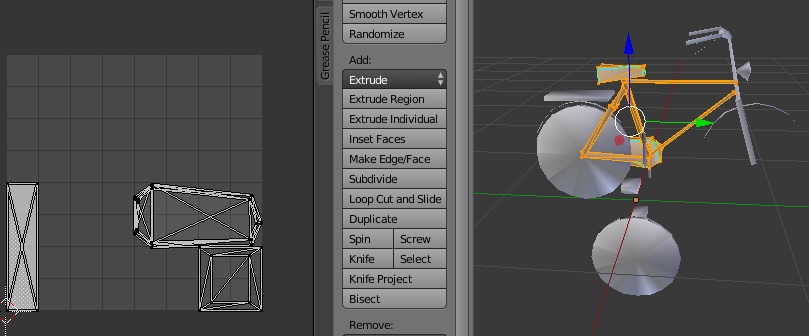 Grease Pencil
Smooth Vertex
Randomize
Add:
Extrude
Extrude Region
Extrude Individual
Inset Faces
Make Edge/Face
Subdivide
Loop Cut and Slide
Duplicate
Spin Screw
Knife Select
Knife Project
Bisect
Remove: